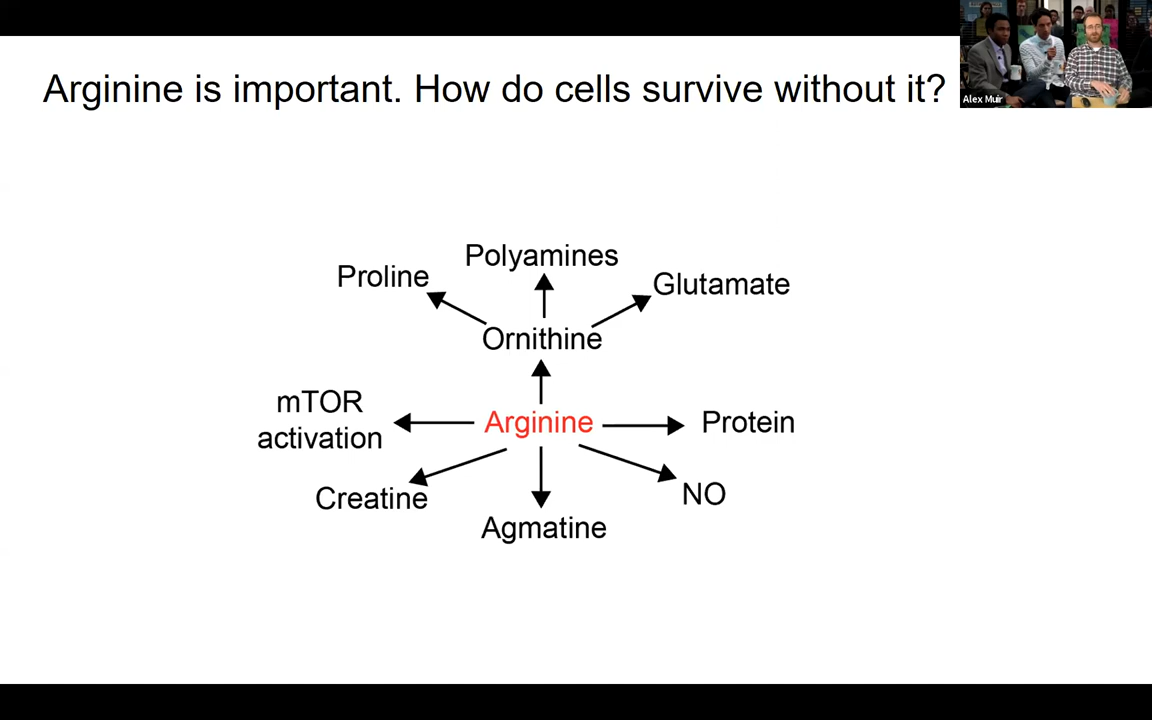 Arginine is important. How do cells survive without it?
Alex Muir
Polyamines
Proline
Glutamate
Ornithine
mTOR
activation
Arginine
Protein
Creatine
NO
Agmatine